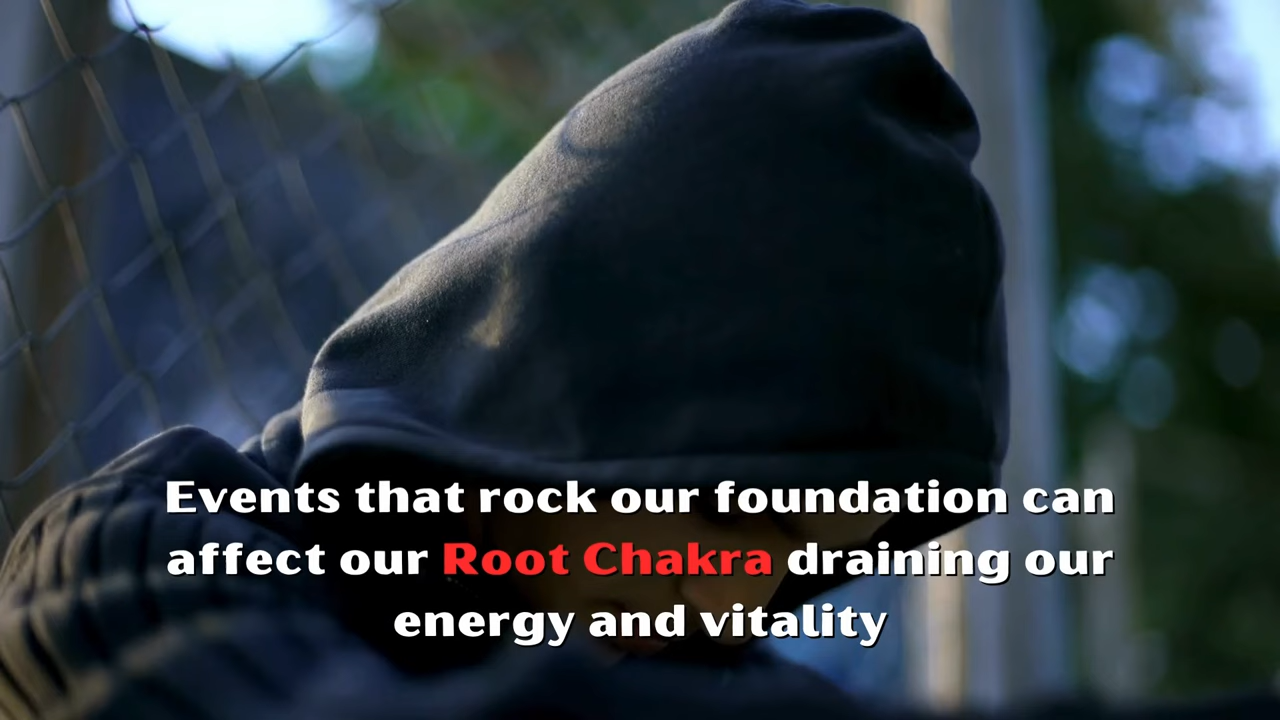 Events that rock our foundation can
affect our Root Chakra draining our
energy and vitality